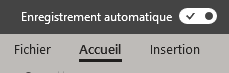 Enregistrement automatique
Fichier Accueil Insertion